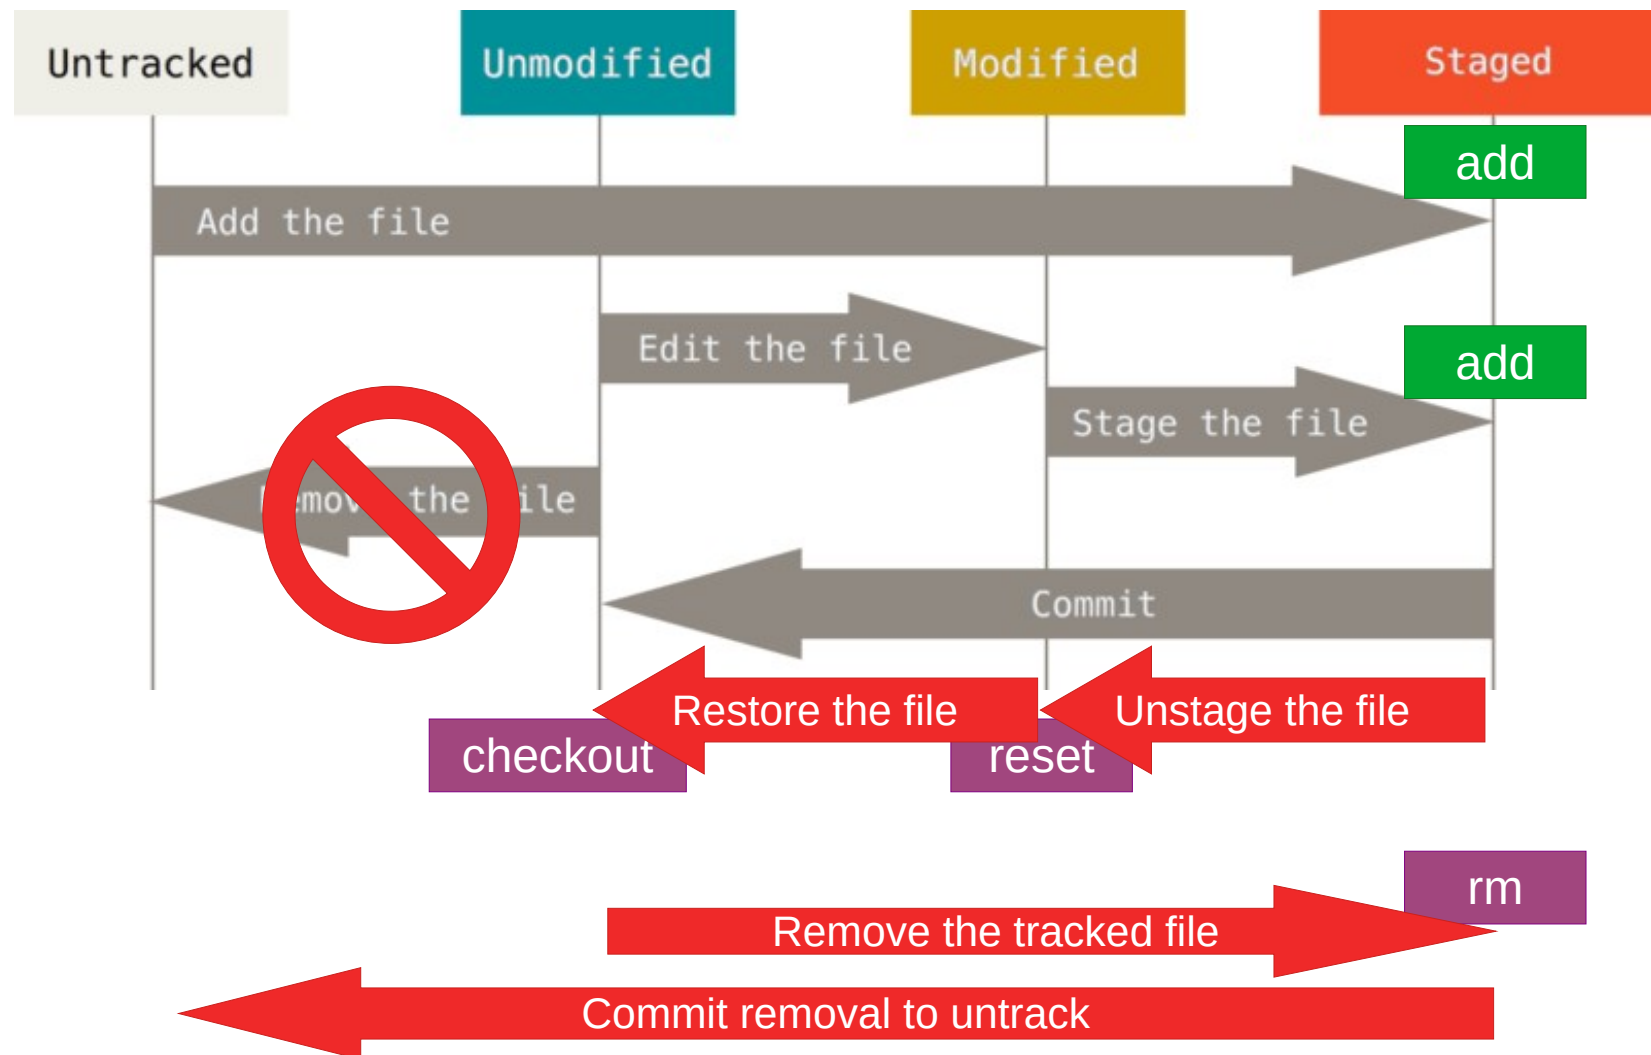 Untracked
Unmodified
Modified
Staged
add
Add the file
add
Edit the file
Stage the file
the
Commit
Restore the file
Unstage the file
checkout
reset
rm
Remove the tracked file
Commit removal to untrack